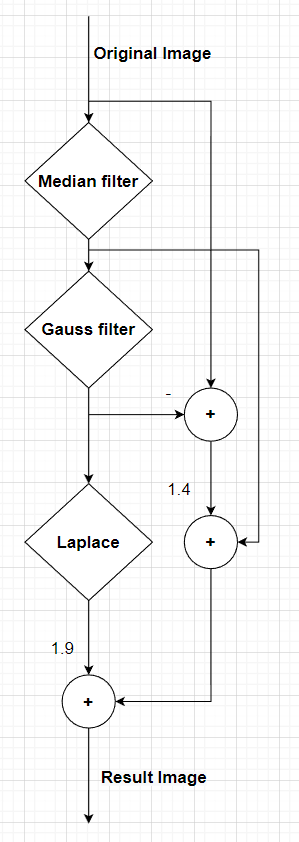 Original Image
Median filter
Gauss filter
-
+
1.4
Laplace
+
1.9
+
Result Image